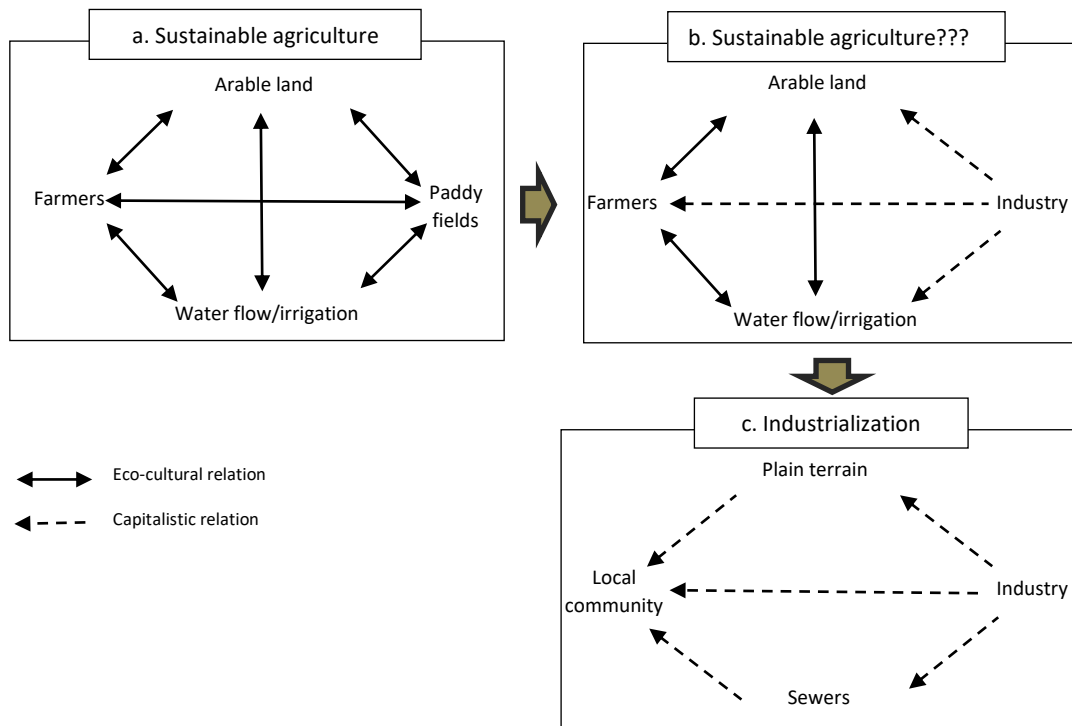 a. Sustainable agriculture
Arable land
Farmers
Paddy
fields
Water flow/irrigation
b. Sustainable agriculture???
Arable land
Farmers
Industry
Water flow/irrigation
c. Industrialization
Plain terrain
Local
community
Industry
Sewers
Eco-cultural relation
Capitalistic relation